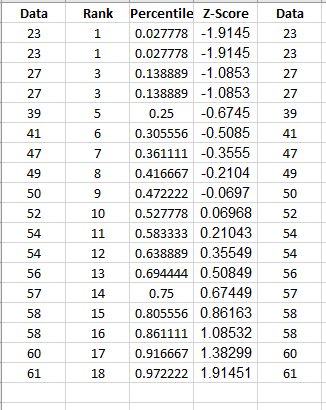 Data Rank Percentile Z-Score Data
23 1 0.027778 -1.9145 23
23 1 0.027778 -1.9145 23
27 3 0.138889 -1.0853 27
27 3 0.138889 -1.0853 27
39 5 0.25 -0.6745 39
41 6 0.305556 -0.5085 41
47 7 0.361111 -0.3555 47
49 8 0.416667 -0.2104 49
50 9 0.472222 -0.0697 50
52 10 0.527778 0.06968 52
54 11 0.583333 0.21043 54
54 12 0.638889 0.35549 54
56 13 0.694444 0.50849 56
57 14 0.75 0.67449 57
58 15 0.805556 0.86163 58
58 16 0.861111 1.08532 58
60 17 0.916667 1.38299 60
61 18 0.972222 1.91451 61